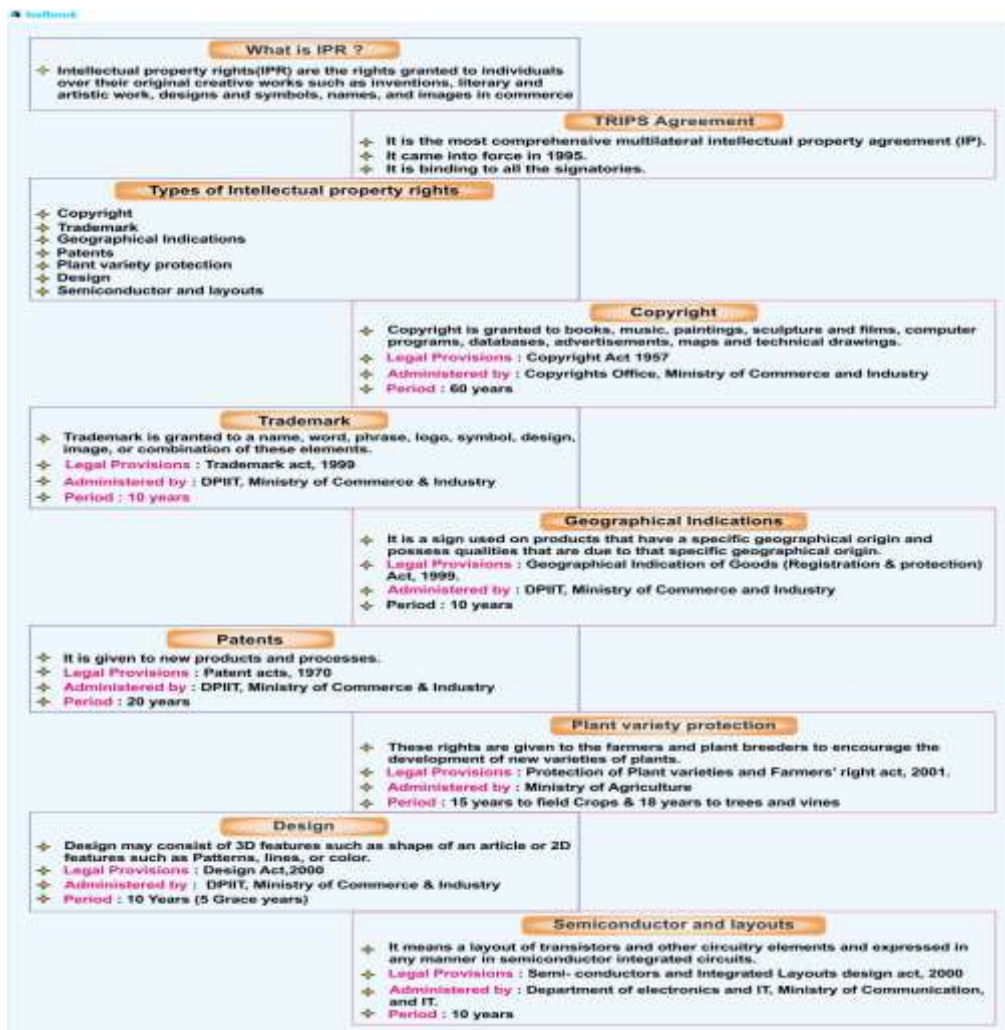 testbook
What is IPR ?
Intellectual property rights(IPR) are the rights granted to individuals
over their original creative works such as inventions, literary and
artistic work, designs and symbols, names, and images in commerce
TRIPS Agreement
It is the most comprehensive multilateral intellectual property agreement (IP).
It came into force in 1995.
It is binding to all the signatories.
Types of Intellectual property rights
Copyright
Trademark
Geographical Indications
Patents
Plant variety protection
Design
Semiconductor and layouts
Copyright
Copyright is granted to books, music, paintings, sculpture and films, computer
programs, databases, advertisements, maps and technical drawings.
Legal Provisions : Copyright Act 1957
Administered by : Copyrights Office, Ministry of Commerce and Industry
Period : 60 years
Trademark
Trademark is granted to a name, word, phrase, logo, symbol, design,
image, or combination of these elements.
Legal Provisions : Trademark act, 1999
Administered by : DPIIT, Ministry of Commerce & Industry
Period : 10 years
Geographical Indications
It is a sign used on products that have a specific geographical origin and
possess qualities that are due to that specific geographical origin.
Legal Provisions : Geographical Indication of Goods (Registration & protection)
Act, 1999.
Administered by : DPIIT, Ministry of Commerce and Industry
Period : 10 years
Patents
It is given to new products and processes.
Legal Provisions : Patent acts, 1970
Administered by : DPIIT, Ministry of Commerce & Industry
Period : 20 years
Plant variety protection
These rights are given to the farmers and plant breeders to encourage the
development of new varieties of plants.
Legal Provisions : Protection of Plant varieties and Farmers' right act, 2001.
Administered by : Ministry of Agriculture
Period : 15 years to field Crops & 18 years to trees and vines
Design
Design may consist of 3D features such as shape of an article or 2D
features such as Patterns, lines, or color.
Legal Provisions : Design Act,2000
Administered by : DPIIT, Ministry of Commerce & Industry
Period : 10 Years (5 Grace years)
Semiconductor and layouts
It means a layout of transistors and other circuitry elements and expressed in
any manner in semiconductor integrated circuits.
Legal Provisions : Semi- conductors and Integrated Layouts design act, 2000
Administered by : Department of electronics and IT, Ministry of Communication,
and IT.
Period : 10 years